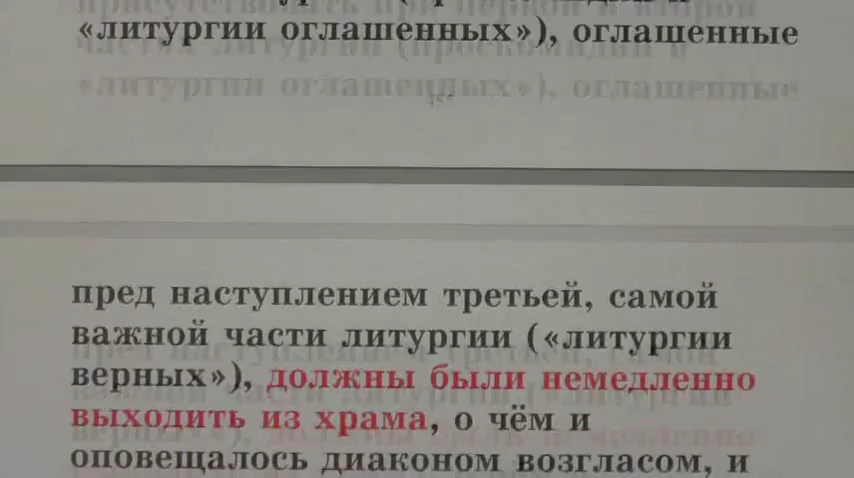 «литургии оглашенных»), оглашенные
пред наступлением третьей, самой
важной части литургии («литургии
верных»), должны были немедленно
выходить из храма, о чём и
оповещалось диаконом возгласом, и